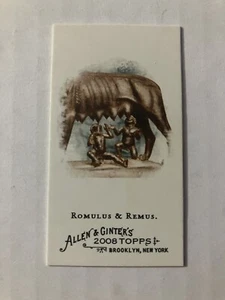 Romulus & Remus.
Allen & Ginter's
2008 Topps
Brooklyn, New York